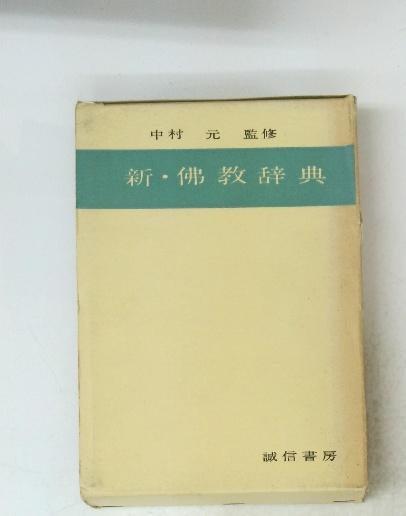 中村 元 監修
新・佛教辞典
誠信書房